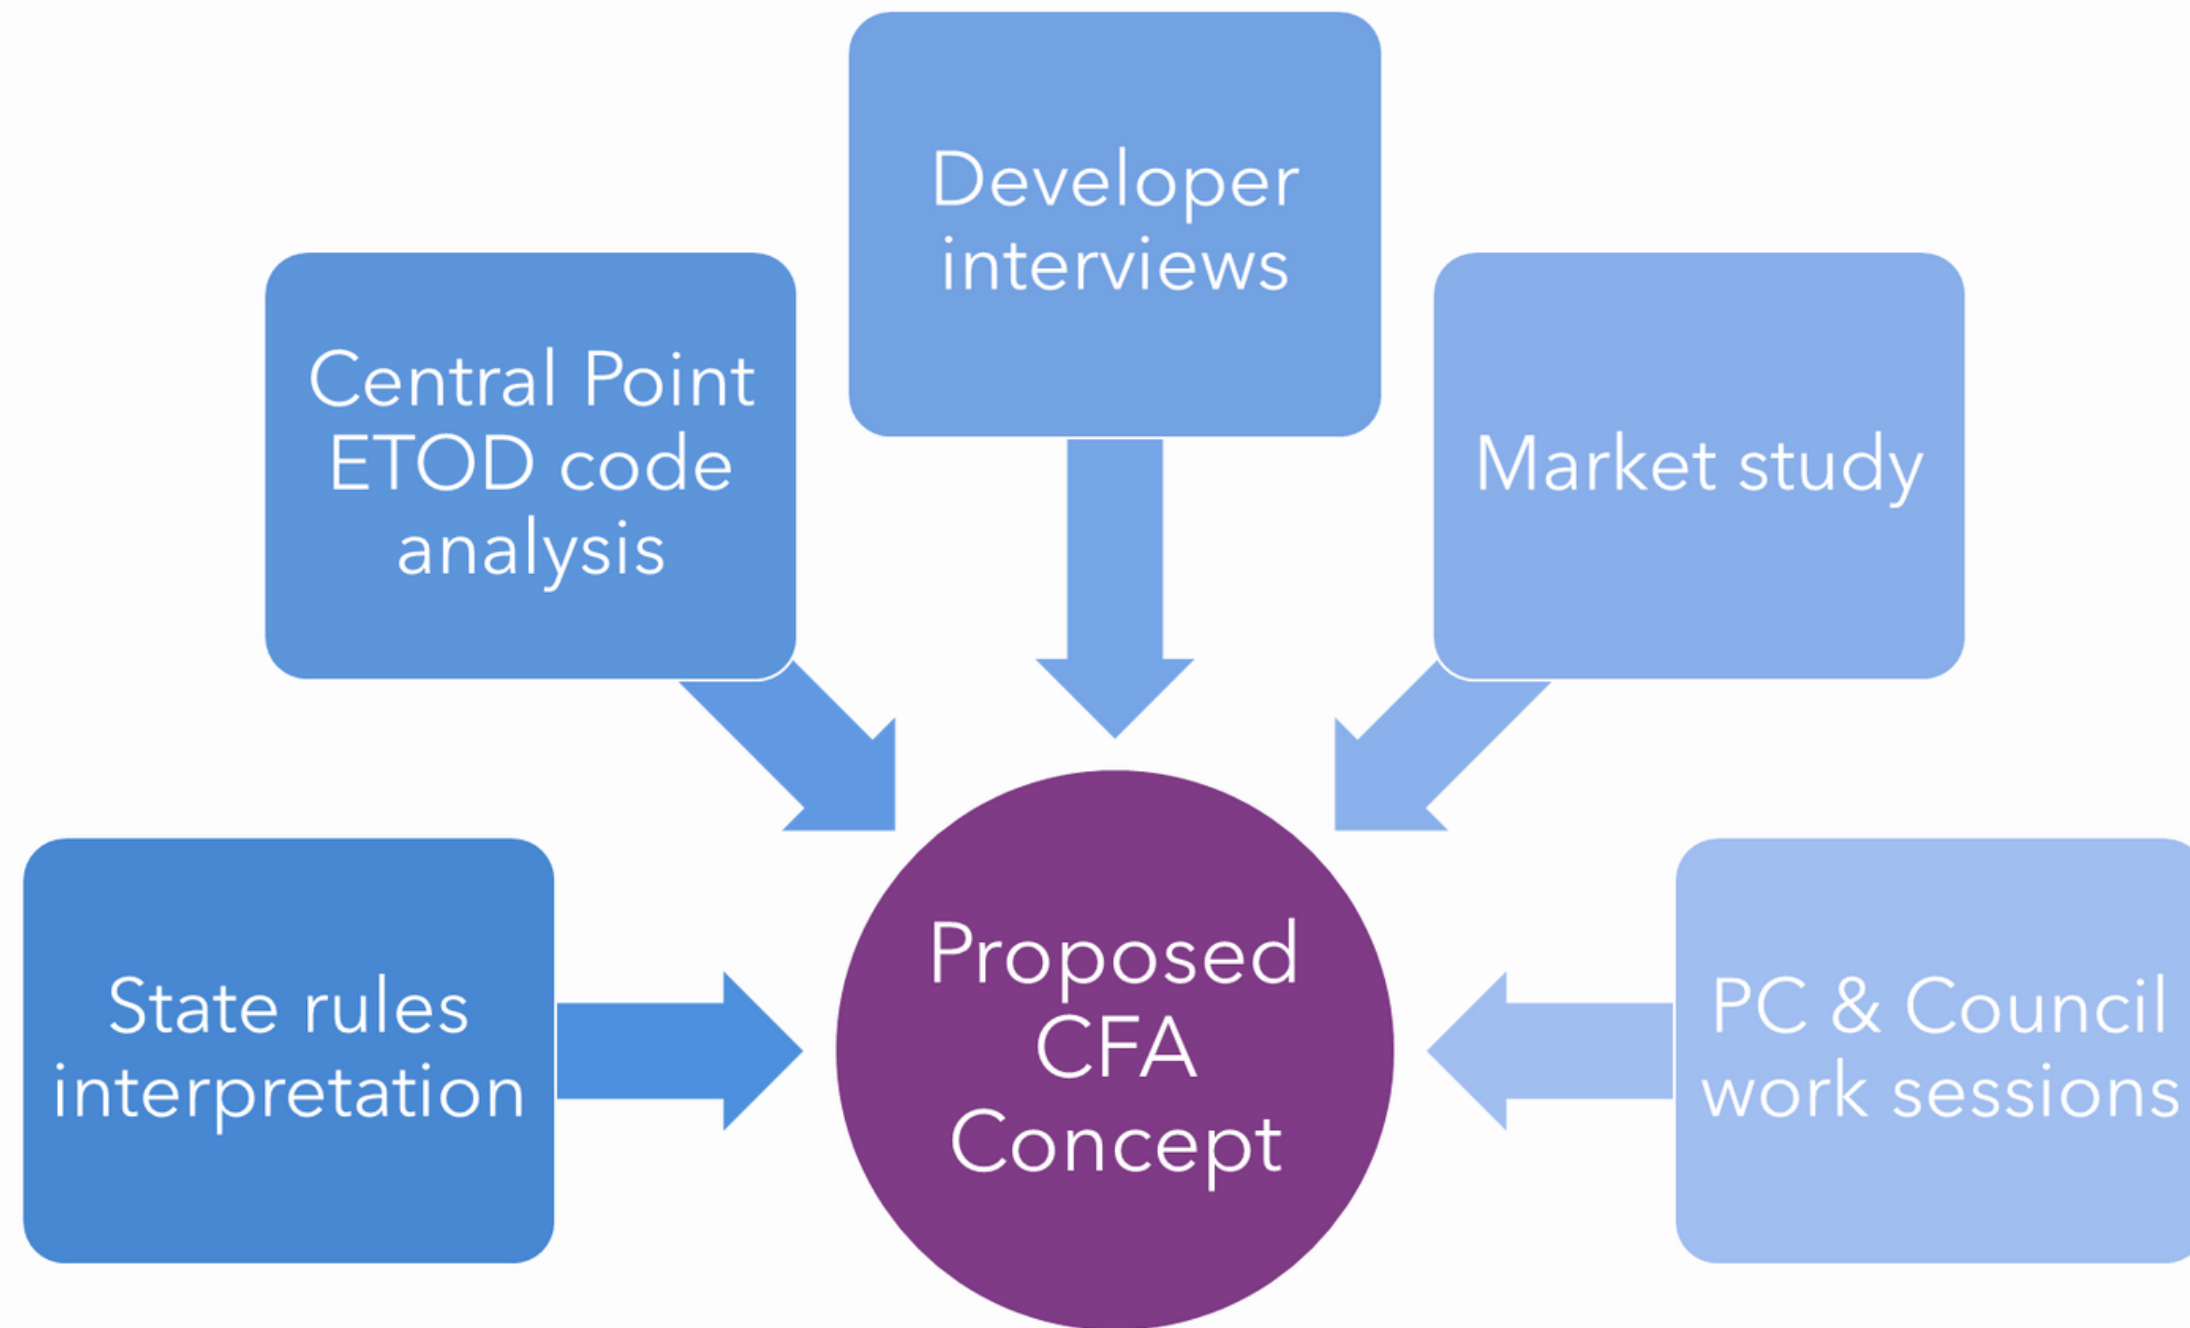 Developer
interviews
Central Point
ETOD code
analysis
Market study
State rules
interpretation
Proposed
CFA
Concept
PC & Council
work sessions